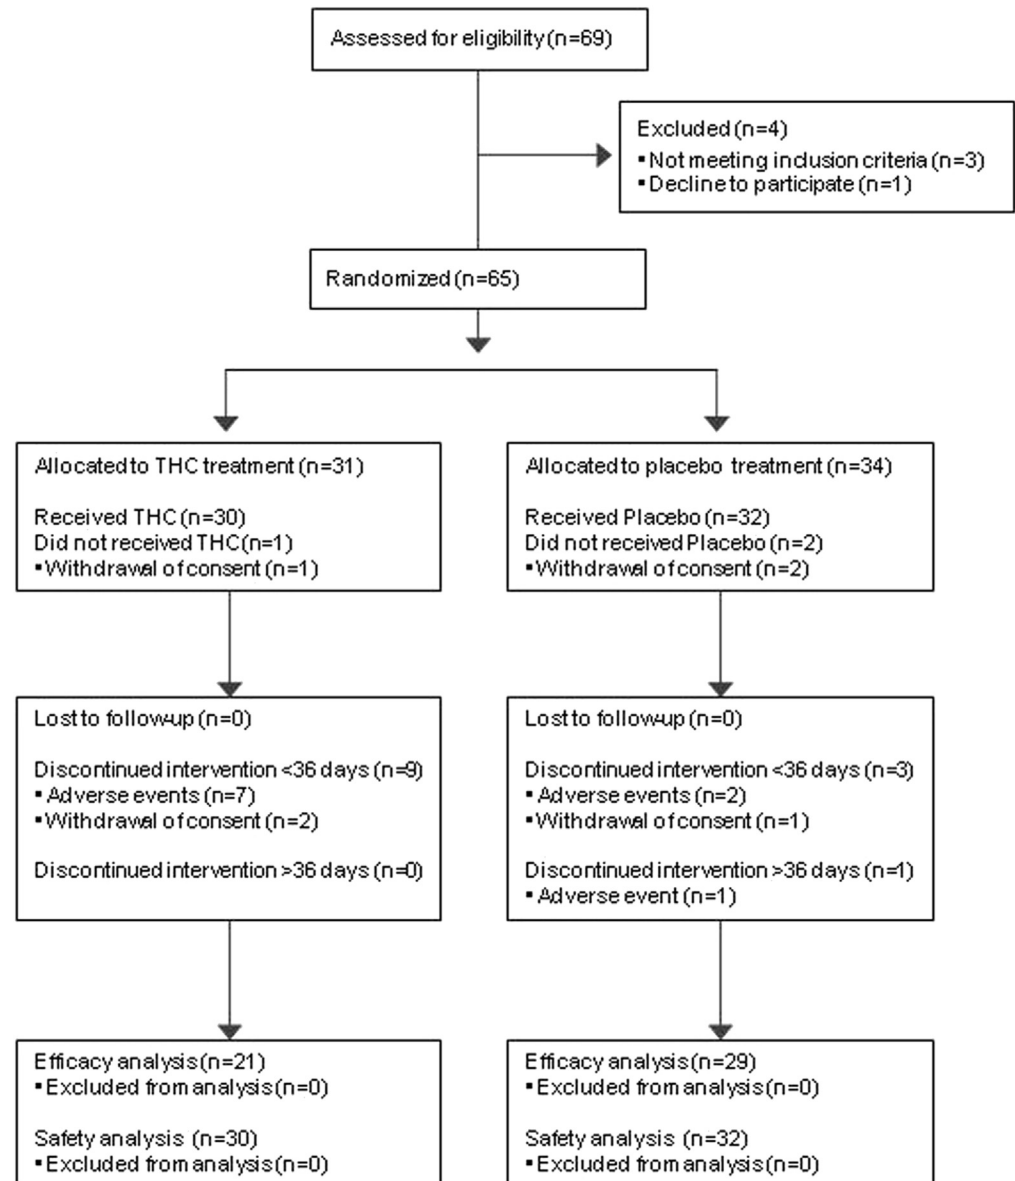 Assessed for eligibility (n=69)
Excluded (n=4)
▪ Not meeting inclusion criteria (n=3)
▪ Decline to participate (n=1)
Randomized (n=65)
Allocated to THC treatment (n=31)
Received THC (n=30)
Did not received THC (n=1)
▪ Withdrawal of consent (n=1)
Allocated to placebo treatment (n=34)
Received Placebo (n=32)
Did not received Placebo (n=2)
▪ Withdrawal of consent (n=2)
Lost to follow-up (n=0)
Discontinued intervention <36 days (n=9)
▪ Adverse events (n=7)
▪ Withdrawal of consent (n=2)
Discontinued intervention >36 days (n=0)
Lost to follow-up (n=0)
Discontinued intervention <36 days (n=3)
▪ Adverse events (n=2)
▪ Withdrawal of consent (n=1)
Discontinued intervention >36 days (n=1)
▪ Adverse event (n=1)
Efficacy analysis (n=21)
▪ Excluded from analysis (n=0)
Safety analysis (n=30)
▪ Excluded from analysis (n=0)
Efficacy analysis (n=29)
▪ Excluded from analysis (n=0)
Safety analysis (n=32)
▪ Excluded from analysis (n=0)